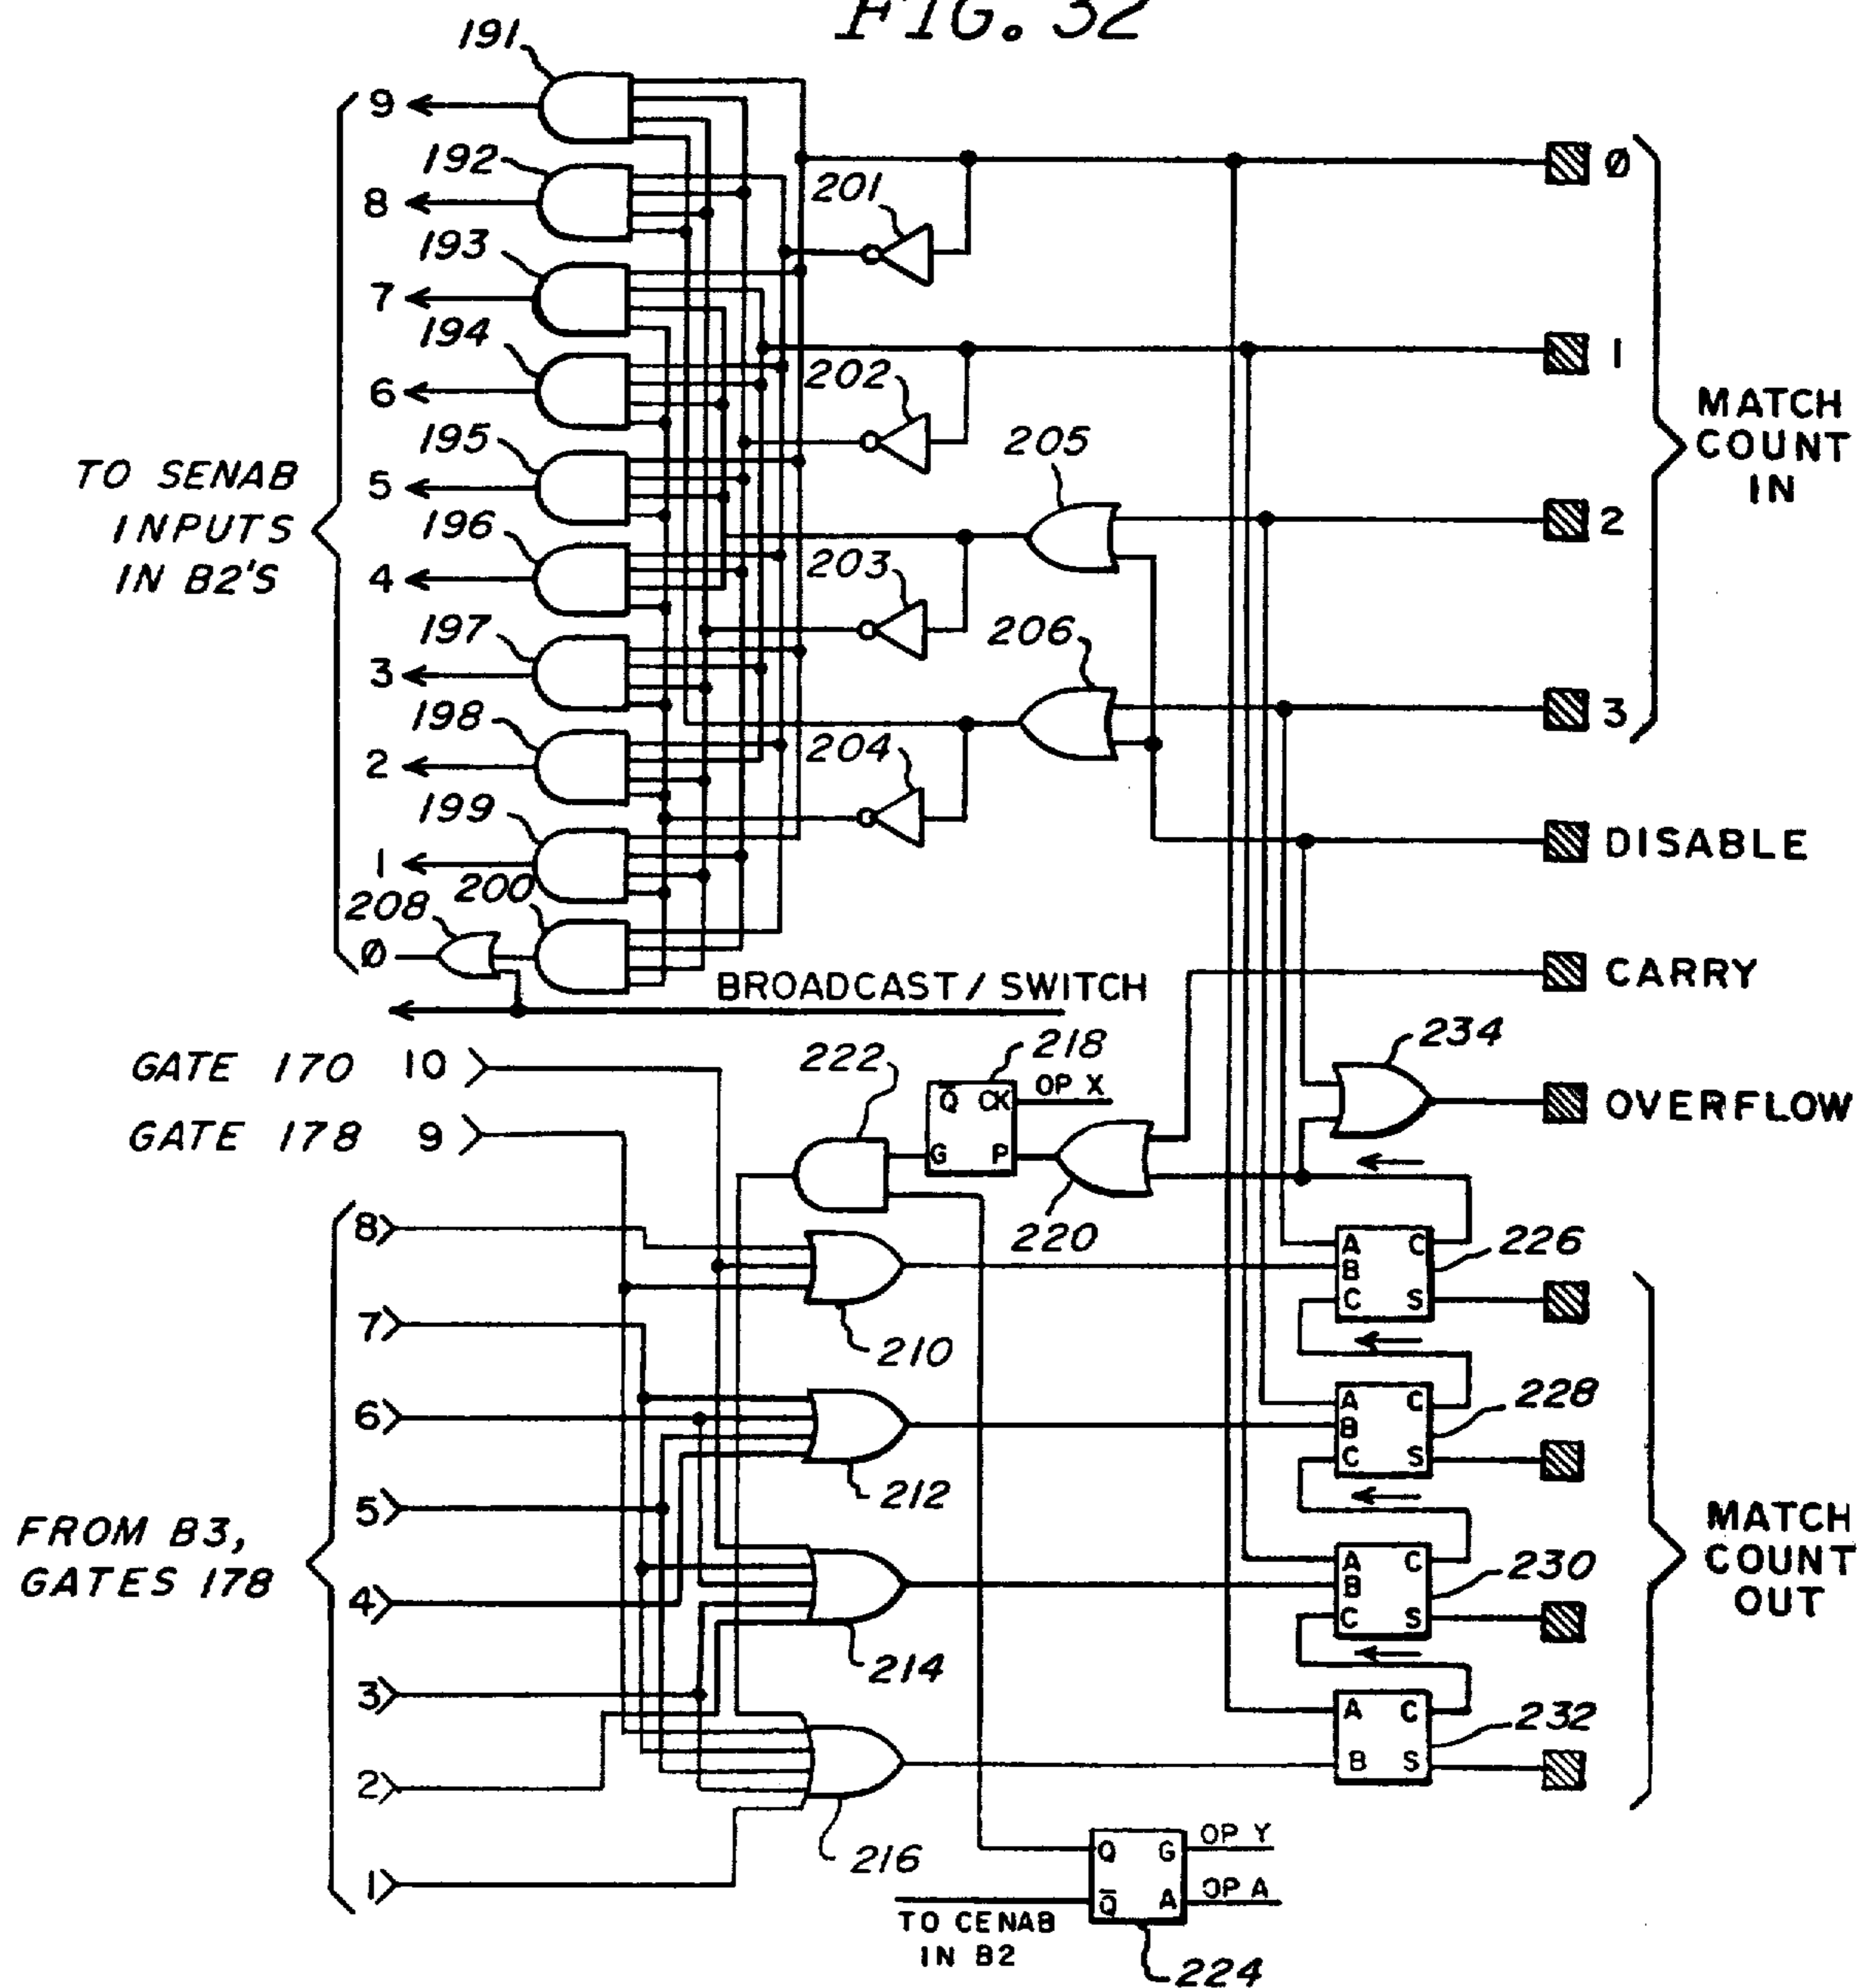 FIG. 32
191
9
192
8
193
7
194
6
195
5
196
4
197
3
198
2
199
1
200
208
Ø
TO SENAB
INPUTS
IN B2'S
201
202
203
204
205
206
Ø
1
2
3
MATCH
COUNT
IN
DISABLE
CARRY
OVERFLOW
BROADCAST / SWITCH
GATE 170 10
GATE 178 9
222
218
OP X
Q̅ CK
G P
220
234
8
7
6
5
4
3
2
1
FROM B3,
GATES 178
210
212
214
216
A C
B
C S
226
A C
B
C S
228
A C
B
C S
230
A C
B S
232
MATCH
COUNT
OUT
Q G
OP Y
Q̅ A
OP A
TO CENAB
IN B2
224